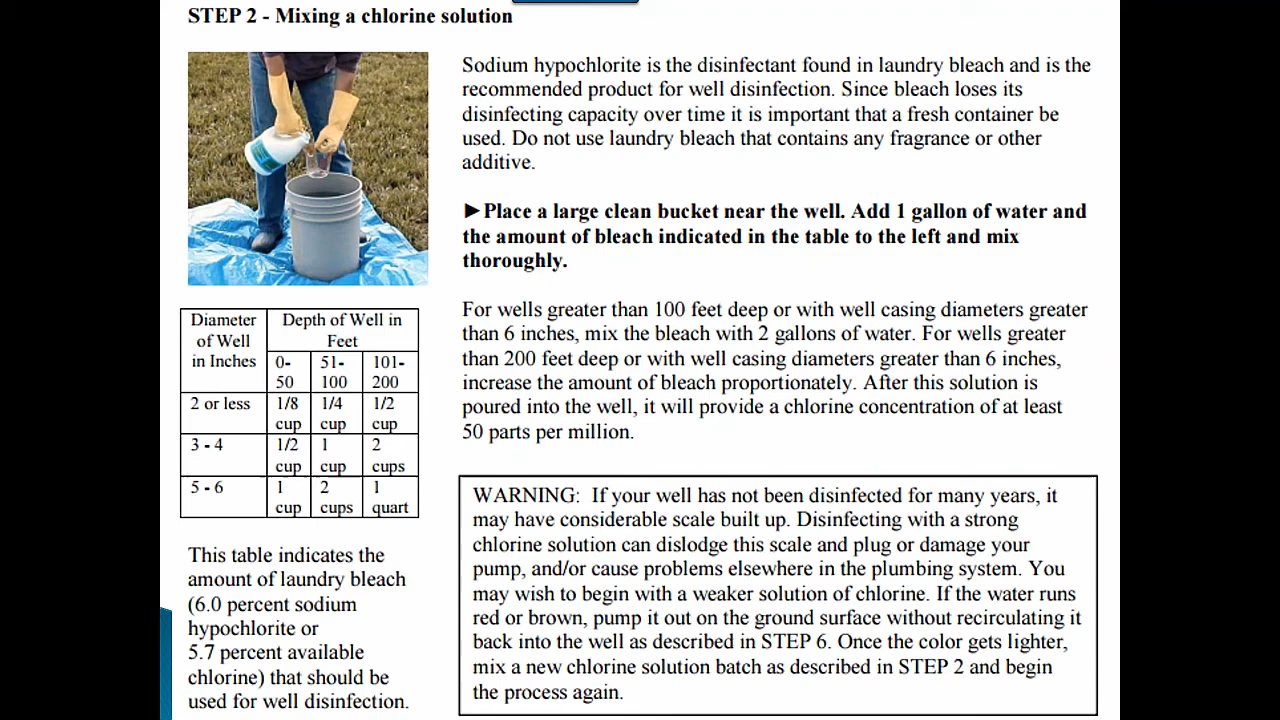 STEP 2 - Mixing a chlorine solution
Sodium hypochlorite is the disinfectant found in laundry bleach and is the
recommended product for well disinfection. Since bleach loses its
disinfecting capacity over time it is important that a fresh container be
used. Do not use laundry bleach that contains any fragrance or other
additive.
►Place a large clean bucket near the well. Add 1 gallon of water and
the amount of bleach indicated in the table to the left and mix
thoroughly.
For wells greater than 100 feet deep or with well casing diameters greater
than 6 inches, mix the bleach with 2 gallons of water. For wells greater
than 200 feet deep or with well casing diameters greater than 6 inches,
increase the amount of bleach proportionately. After this solution is
poured into the well, it will provide a chlorine concentration of at least
50 parts per million.
Diameter of Well in Inches
Depth of Well in Feet
0-50 51-100 101-200
2 or less 1/8 cup 1/4 cup 1/2 cup
3 - 4 1/2 cup 1 cup 2 cups
5 - 6 1 cup 2 cups 1 quart
This table indicates the
amount of laundry bleach
(6.0 percent sodium
hypochlorite or
5.7 percent available
chlorine) that should be
used for well disinfection.
WARNING: If your well has not been disinfected for many years, it
may have considerable scale built up. Disinfecting with a strong
chlorine solution can dislodge this scale and plug or damage your
pump, and/or cause problems elsewhere in the plumbing system. You
may wish to begin with a weaker solution of chlorine. If the water runs
red or brown, pump it out on the ground surface without recirculating it
back into the well as described in STEP 6. Once the color gets lighter,
mix a new chlorine solution batch as described in STEP 2 and begin
the process again.